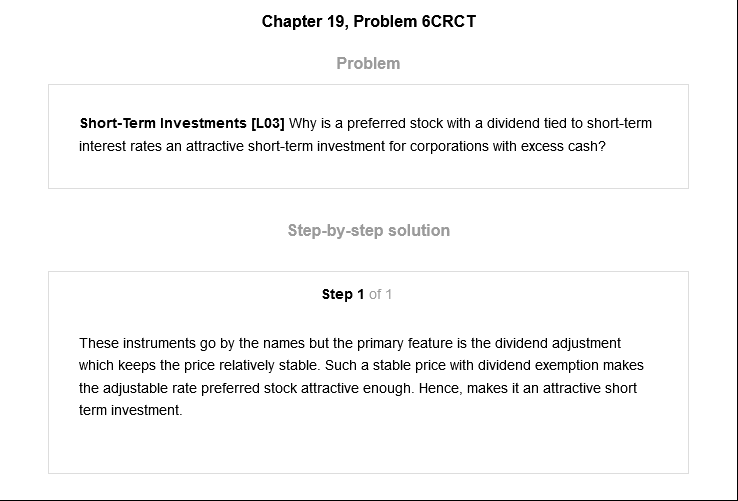 Chapter 19, Problem 6CRCT
Problem
Short-Term Investments [L03] Why is a preferred stock with a dividend tied to short-term
interest rates an attractive short-term investment for corporations with excess cash?
Step-by-step solution
Step 1 of 1
These instruments go by the names but the primary feature is the dividend adjustment
which keeps the price relatively stable. Such a stable price with dividend exemption makes
the adjustable rate preferred stock attractive enough. Hence, makes it an attractive short
term investment.